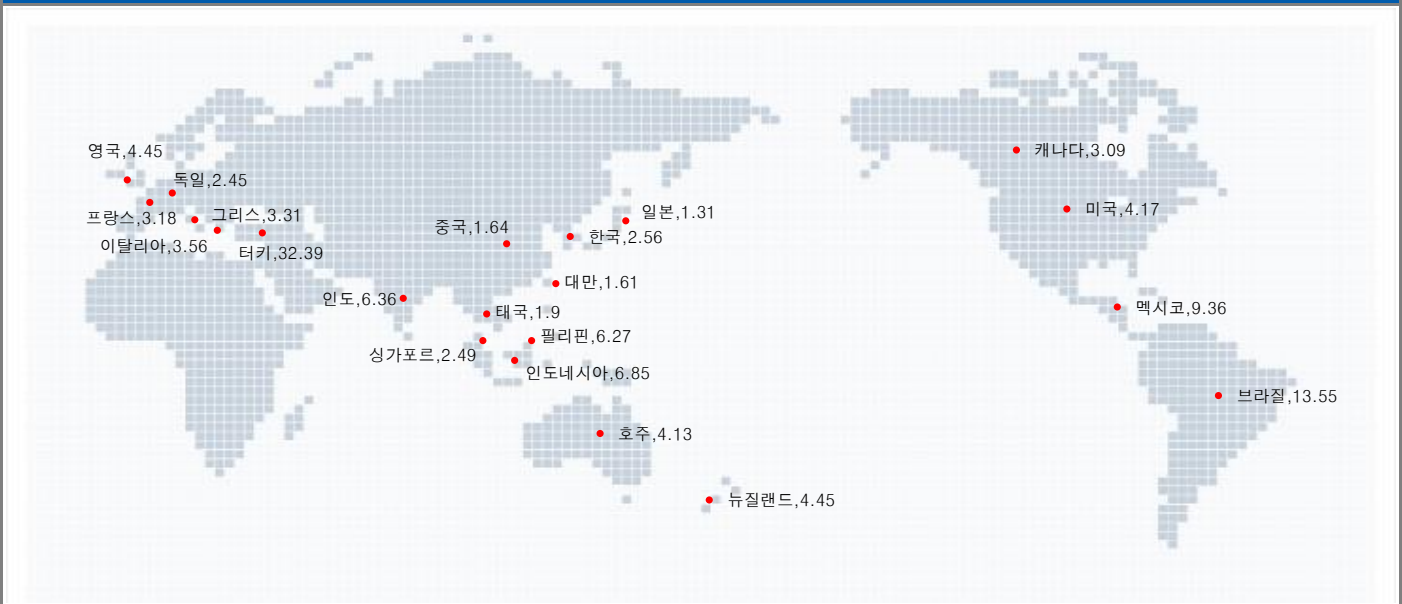 영국,4.45
캐나다,3.09
독일,2.45
일본,1.31
미국,4.17
프랑스,3.18
그리스,3.31
중국,1.64
한국,2.56
이탈리아,3.56
터키,32.39
대만,1.61
인도,6.36
태국,1.9
멕시코,9.36
필리핀,6.27
싱가포르,2.49
인도네시아,6.85
브라질,13.55
호주,4.13
뉴질랜드,4.45